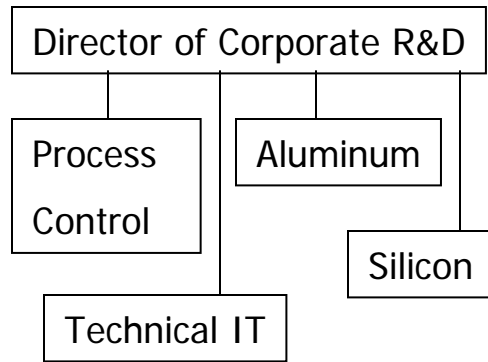 Director of Corporate R&D
Process
Control
Aluminum
Silicon
Technical IT